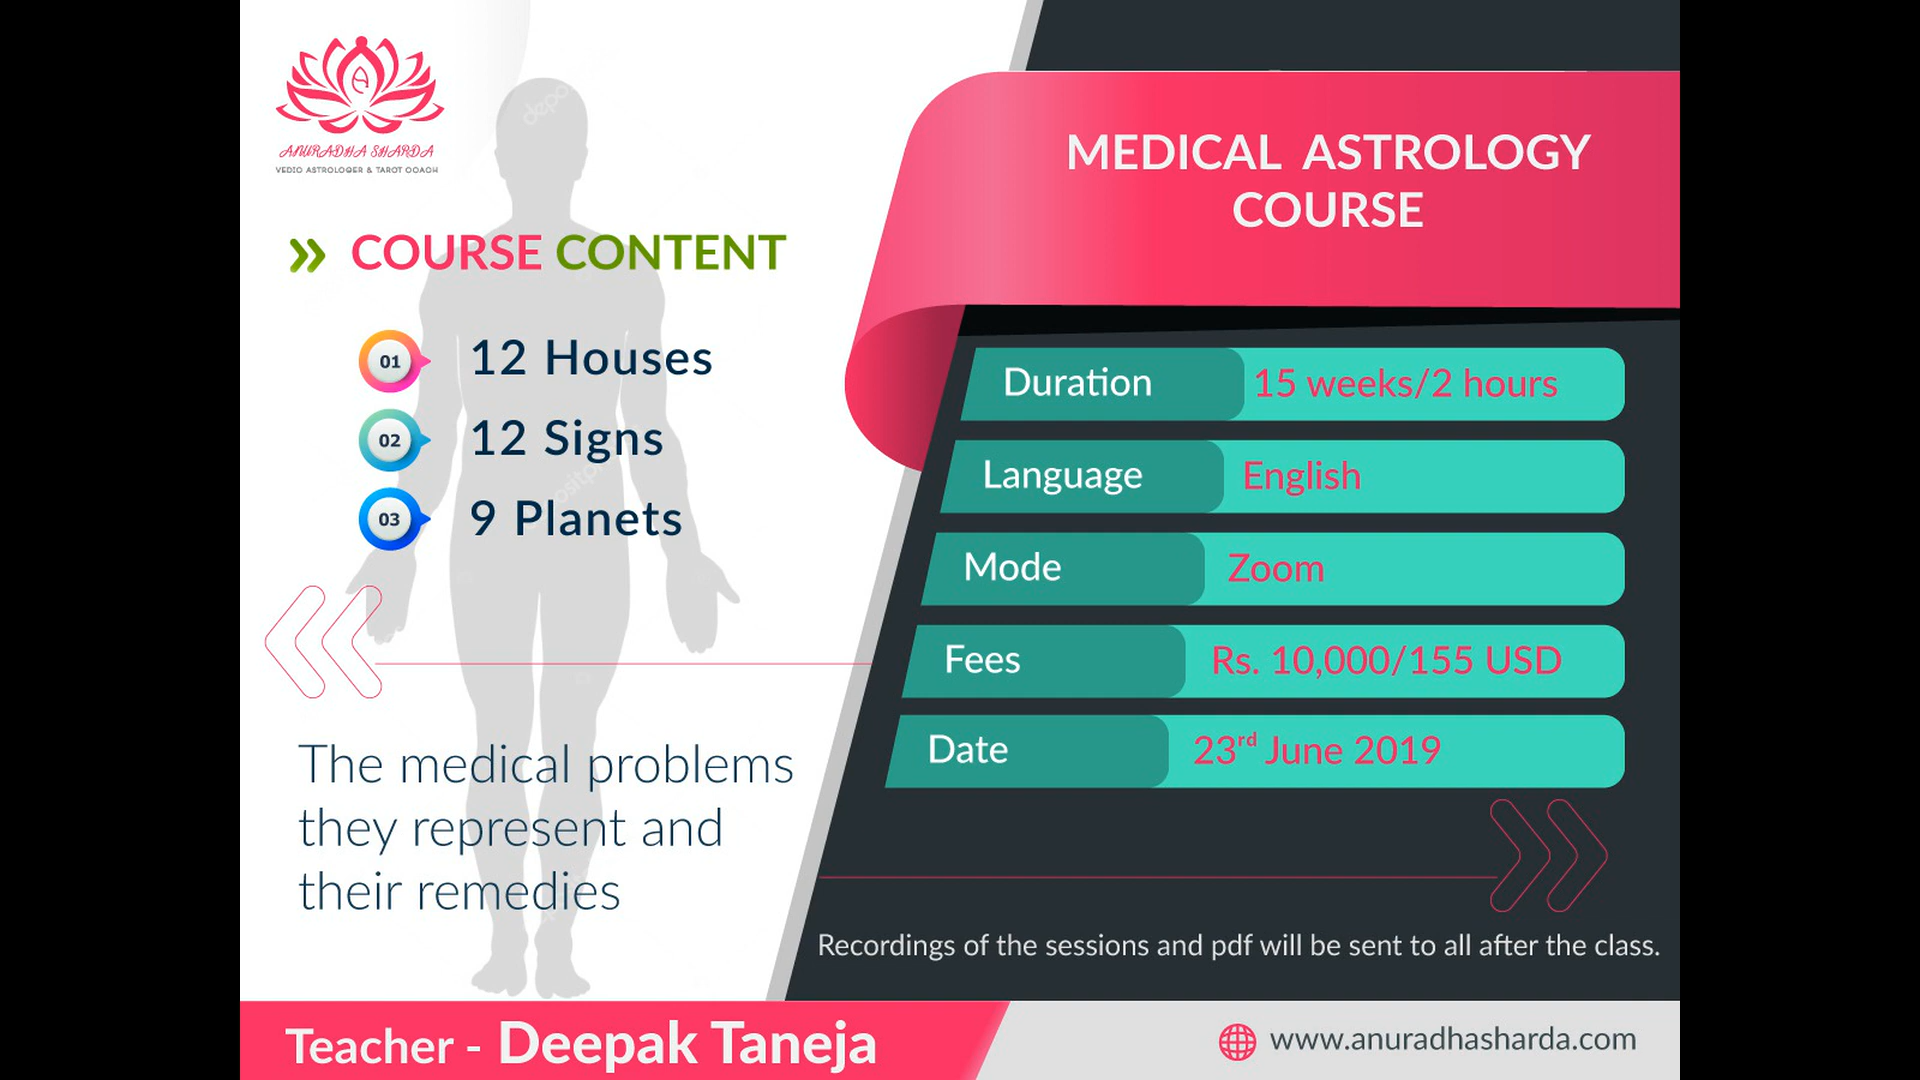 ANURADHA SHARDA
VEDIC ASTROLOGER & TAROT COACH
COURSE CONTENT
01 12 Houses
02 12 Signs
03 9 Planets
The medical problems
they represent and
their remedies
MEDICAL ASTROLOGY
COURSE
Duration 15 weeks/2 hours
Language English
Mode Zoom
Fees Rs. 10,000/155 USD
Date 23rd June 2019
Recordings of the sessions and pdf will be sent to all after the class.
Teacher - Deepak Taneja
www.anuradhasharda.com